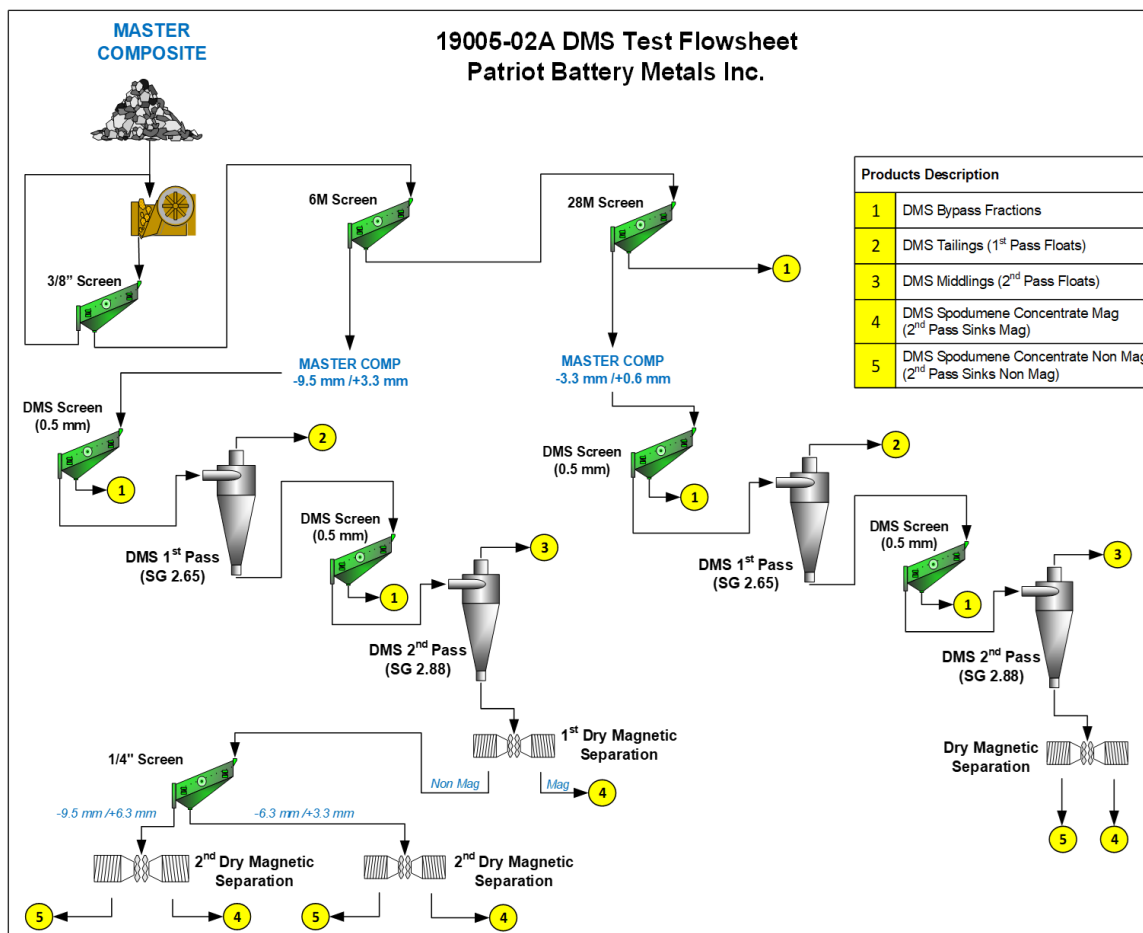 MASTER
COMPOSITE
19005-02A DMS Test Flowsheet
Patriot Battery Metals Inc.
6M Screen
28M Screen
3/8" Screen
1
Products Description
1 DMS Bypass Fractions
2 DMS Tailings (1st Pass Floats)
3 DMS Middlings (2nd Pass Floats)
4 DMS Spodumene Concentrate Mag
(2nd Pass Sinks Mag)
5 DMS Spodumene Concentrate Non Mag
(2nd Pass Sinks Non Mag)
MASTER COMP
-9.5 mm /+3.3 mm
MASTER COMP
-3.3 mm /+0.6 mm
DMS Screen
(0.5 mm)
2
1
DMS 1st Pass
(SG 2.65)
DMS Screen
(0.5 mm)
3
1
DMS 2nd Pass
(SG 2.88)
DMS Screen
(0.5 mm)
2
1
DMS 1st Pass
(SG 2.65)
DMS Screen
(0.5 mm)
3
1
DMS 2nd Pass
(SG 2.88)
1st Dry Magnetic
Separation
Non Mag
Mag
4
1/4" Screen
-9.5 mm /+6.3 mm
-6.3 mm /+3.3 mm
2nd Dry Magnetic
Separation
5
4
2nd Dry Magnetic
Separation
5
4
Dry Magnetic
Separation
5
4